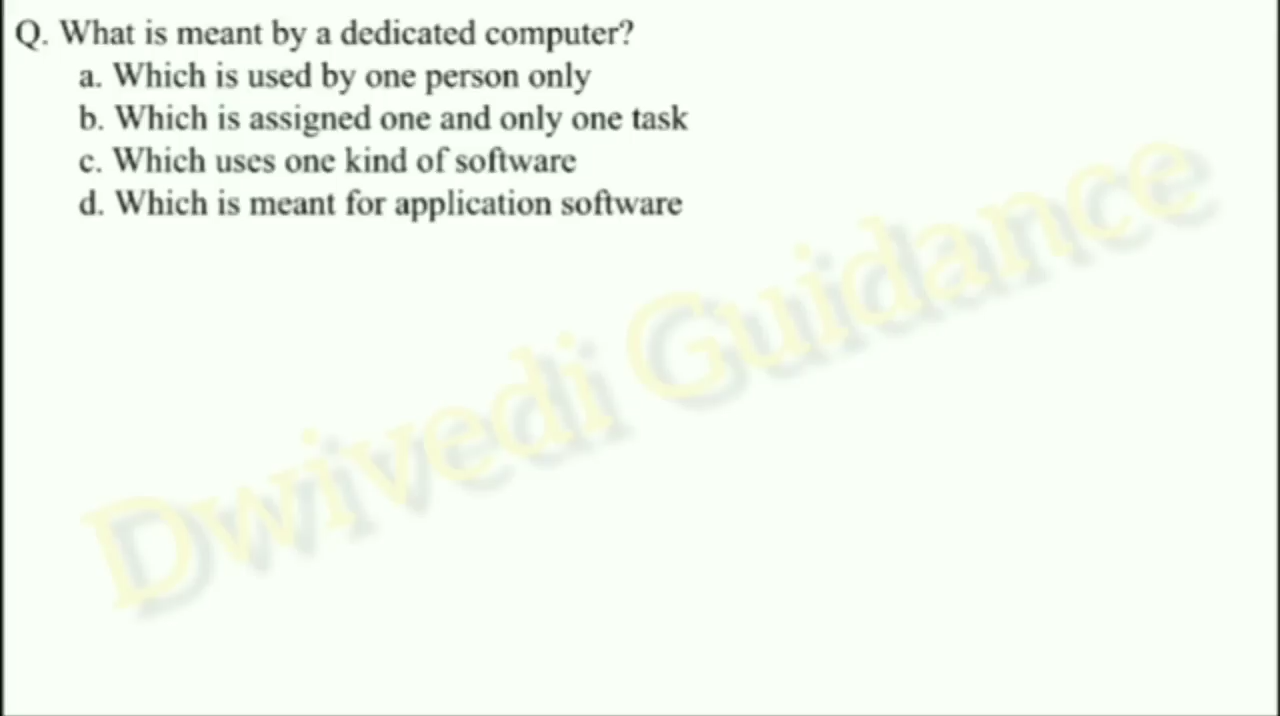 Q. What is meant by a dedicated computer?
a. Which is used by one person only
b. Which is assigned one and only one task
c. Which uses one kind of software
d. Which is meant for application software
Dwivedi Guidance